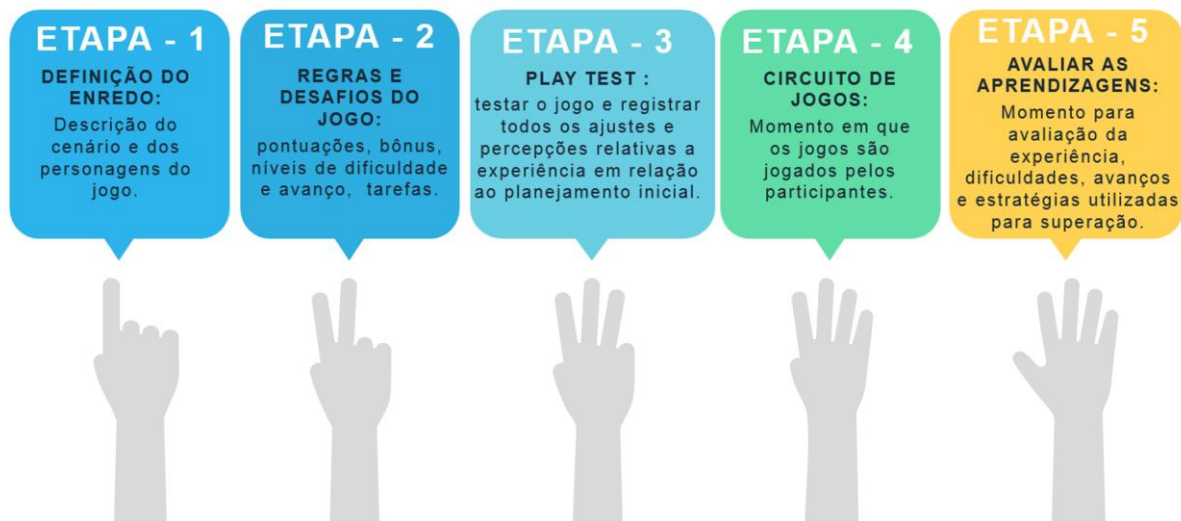 ETAPA - 1
DEFINIÇÃO DO
ENREDO:
Descrição do
cenário e dos
personagens do
jogo.
ETAPA - 2
REGRAS E
DESAFIOS DO
JOGO:
pontuações, bônus,
níveis de dificuldade
e avanço, tarefas.
ETAPA - 3
PLAY TEST :
testar o jogo e registrar
todos os ajustes e
percepções relativas a
experiência em relação
ao planejamento inicial.
ETAPA - 4
CIRCUITO DE
JOGOS:
Momento em que
os jogos são
jogados pelos
participantes.
ETAPA - 5
AVALIAR AS
APRENDIZAGENS:
Momento para
avaliação da
experiência,
dificuldades, avanços
e estratégias utilizadas
para superação.